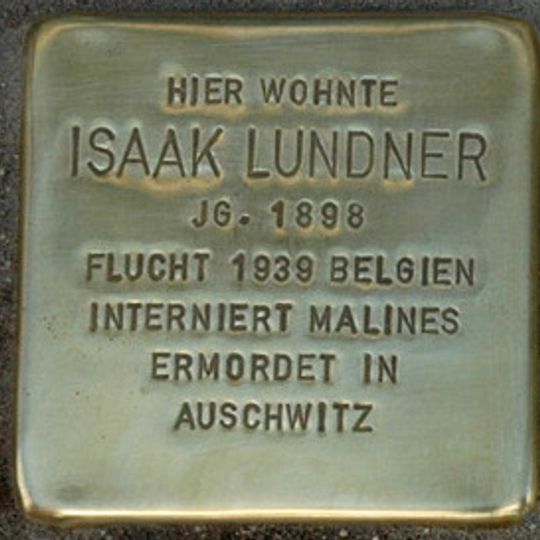 HIER WOHNTE
ISAAK LUNDNER
JG. 1898
FLUCHT 1939 BELGIEN
INTERNIERT MALINES
ERMORDET IN
AUSCHWITZ